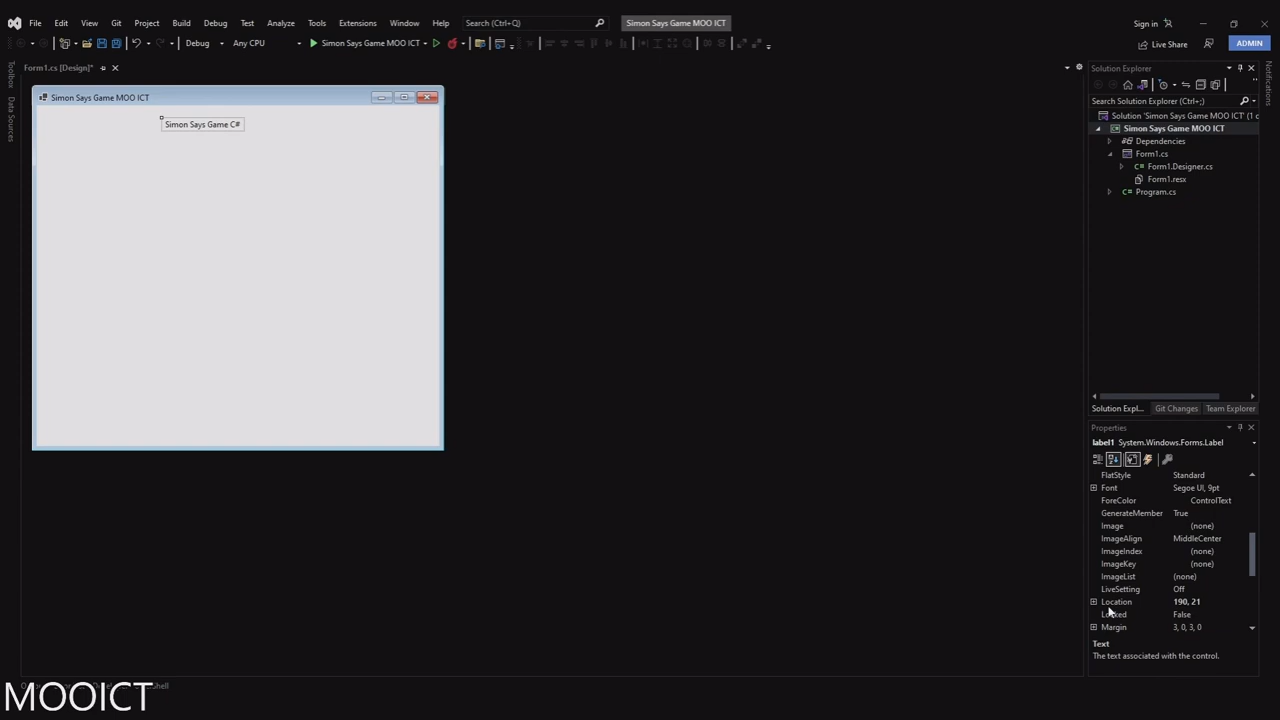 File Edit View Git Project Build Debug Test Analyze Tools Extensions Window Help Search (Ctrl+Q) Simon Says Game MOO ICT Sign in
Debug Any CPU Simon Says Game MOO ICT Live Share ADMIN
Form1.cs [Design]*
Toolbox
Data Sources
Simon Says Game MOO ICT
Simon Says Game C#
Solution Explorer
Search Solution Explorer (Ctrl+;)
Solution 'Simon Says Game MOO ICT' (1 c
Simon Says Game MOO ICT
Dependencies
Form1.cs
C# Form1.Designer.cs
Form1.resx
C# Program.cs
Solution Expl... Git Changes Team Explorer
Notifications
Properties
label1 System.Windows.Forms.Label
FlatStyle Standard
Font Segoe UI, 9pt
ForeColor ControlText
GenerateMember True
Image (none)
ImageAlign MiddleCenter
ImageIndex (none)
ImageKey (none)
ImageList (none)
LiveSetting Off
Location 190, 21
Locked False
Margin 3, 0, 3, 0
Text
The text associated with the control.
MOOICT